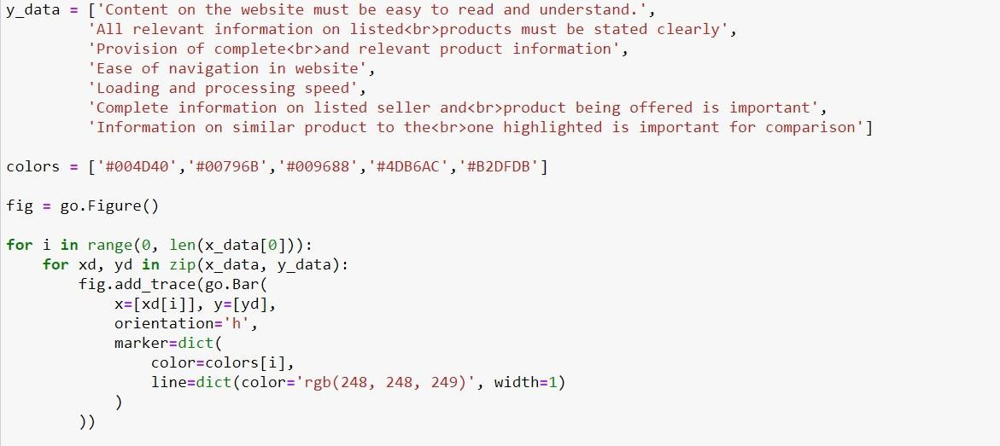 y_data = ['Content on the website must be easy to read and understand.',
'All relevant information on listed<br>products must be stated clearly',
'Provision of complete<br>and relevant product information',
'Ease of navigation in website',
'Loading and processing speed',
'Complete information on listed seller and<br>product being offered is important',
'Information on similar product to the<br>one highlighted is important for comparison']
colors = ['#004D40','#00796B','#009688','#4DB6AC','#B2DFDB']
fig = go.Figure()
for i in range(0, len(x_data[0])):
for xd, yd in zip(x_data, y_data):
fig.add_trace(go.Bar(
x=[xd[i]], y=[yd],
orientation='h',
marker=dict(
color=colors[i],
line=dict(color='rgb(248, 248, 249)', width=1)
)
))